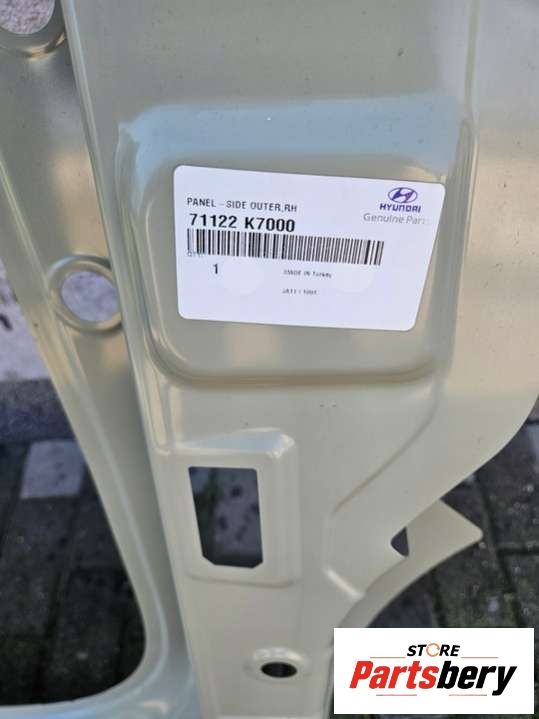 PANEL - SIDE OUTER,RH
71122 K7000
HYUNDAI
Genuine Parts
1
MADE IN Turkey
STORE
Partsbery